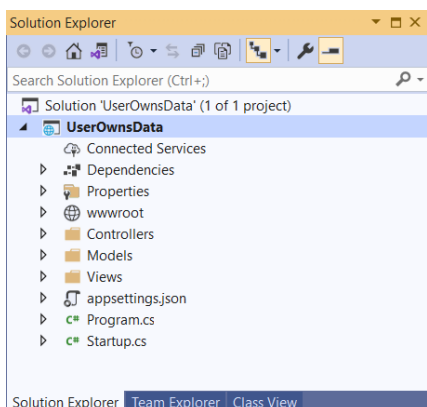 Solution Explorer
Search Solution Explorer (Ctrl+;)
Solution 'UserOwnsData' (1 of 1 project)
UserOwnsData
Connected Services
Dependencies
Properties
wwwroot
Controllers
Models
Views
appsettings.json
C# Program.cs
C# Startup.cs
Solution Explorer Team Explorer Class View